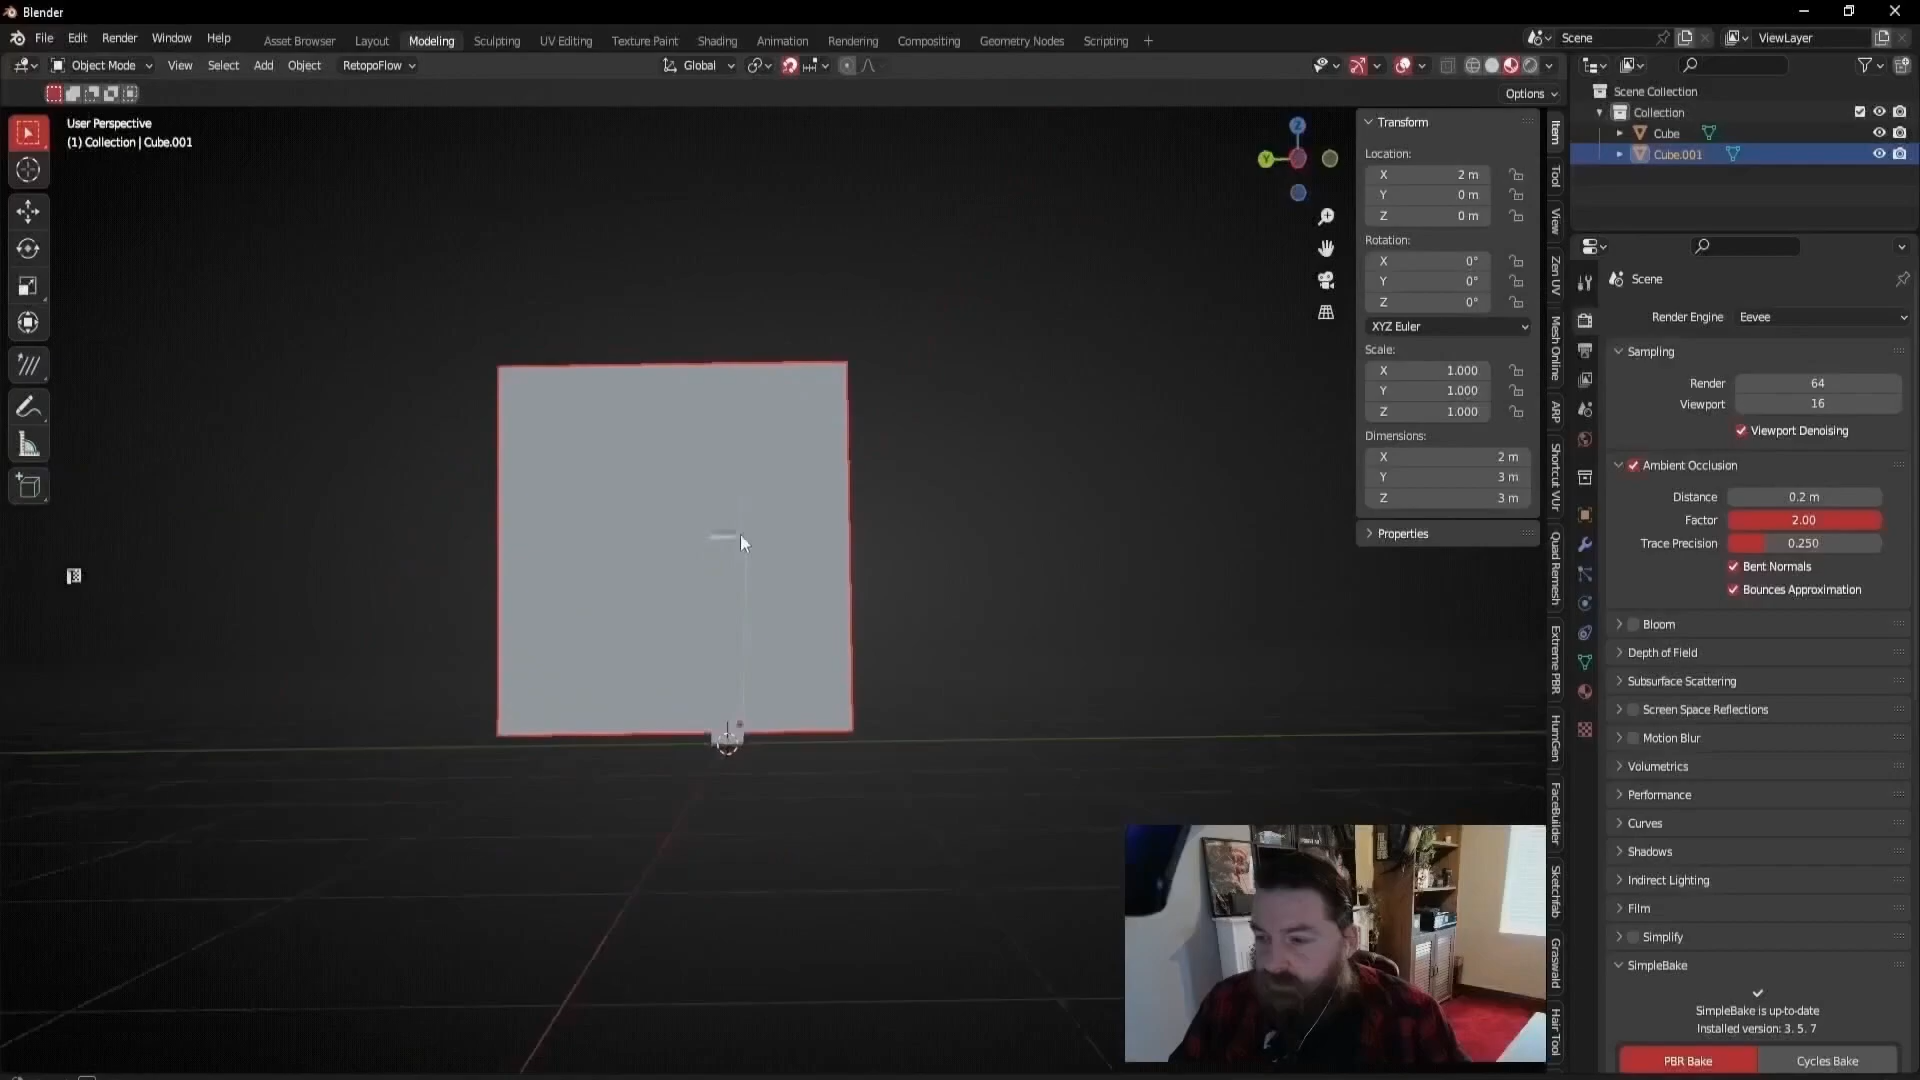 Blender
File Edit Render Window Help
Asset Browser Layout Modeling Sculpting UV Editing Texture Paint Shading Animation Rendering Compositing Geometry Nodes Scripting +
Scene
ViewLayer
Object Mode View Select Add Object RetopoFlow
Global
Options
User Perspective
(1) Collection | Cube.001
Z
Y
Transform
Location:
X 2 m
Y 0 m
Z 0 m
Rotation:
X 0°
Y 0°
Z 0°
XYZ Euler
Scale:
X 1.000
Y 1.000
Z 1.000
Dimensions:
X 2 m
Y 3 m
Z 3 m
Properties
Item
Tool
View
Zen UV
Mesh Online
ARP
Shortcut VUr
Quad Remesh
Extreme PBR
HumGen
FaceBuilder
Sketchfab
Graswald
Hair Tool
Scene Collection
Collection
Cube
Cube.001
Scene
Render Engine Eevee
Sampling
Render 64
Viewport 16
Viewport Denoising
Ambient Occlusion
Distance 0.2 m
Factor 2.00
Trace Precision 0.250
Bent Normals
Bounces Approximation
Bloom
Depth of Field
Subsurface Scattering
Screen Space Reflections
Motion Blur
Volumetrics
Performance
Curves
Shadows
Indirect Lighting
Film
Simplify
SimpleBake
SimpleBake is up-to-date
Installed version: 3. 5. 7
PBR Bake Cycles Bake